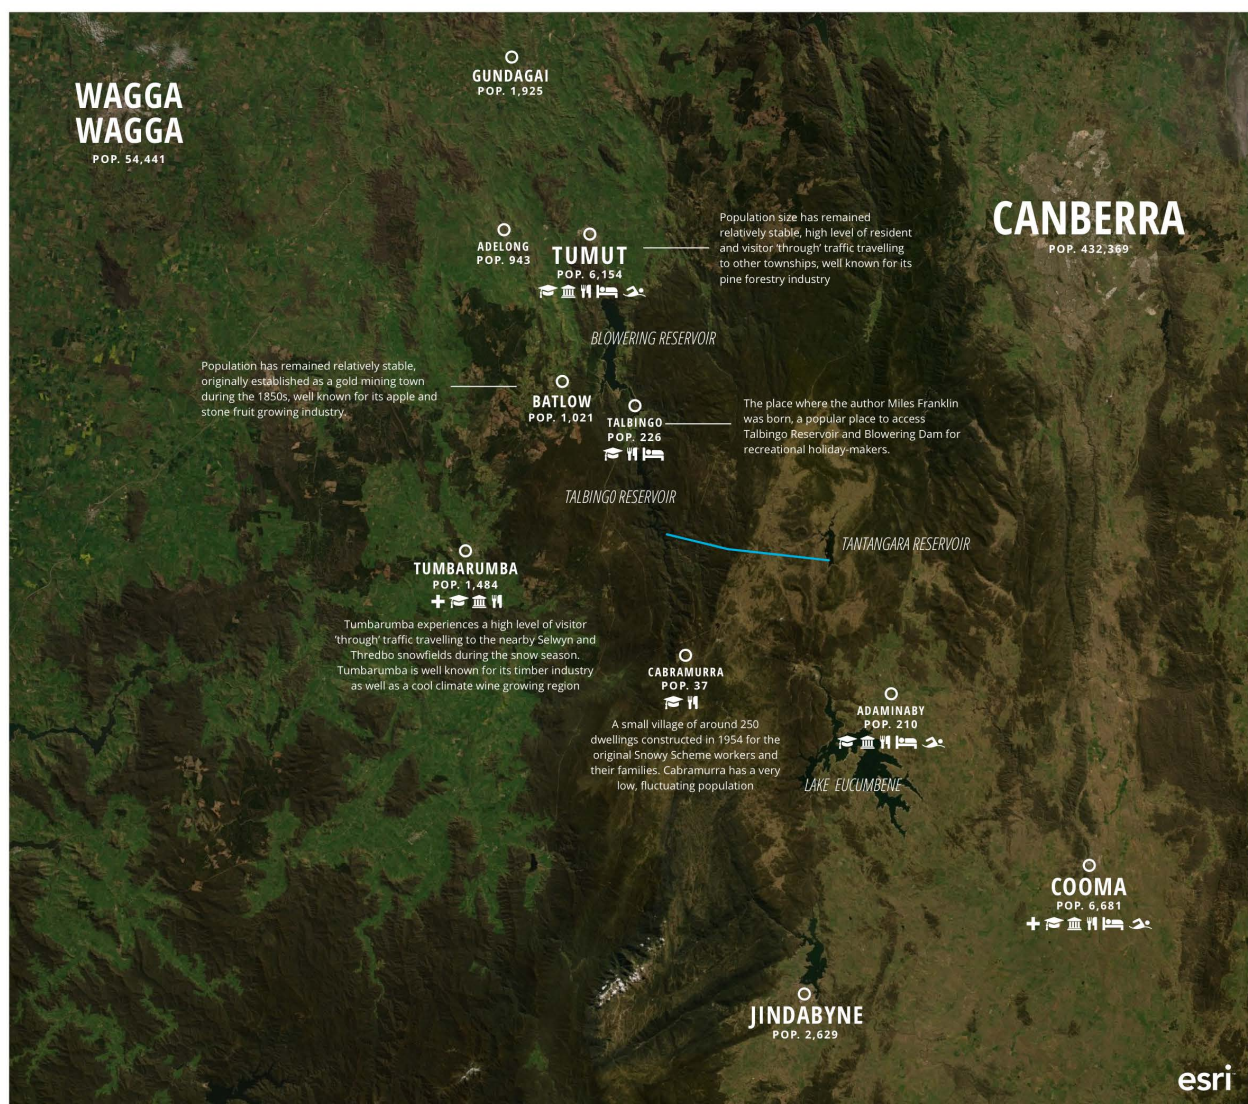 WAGGA
WAGGA
POP. 54,441
GUNDAGAI
POP. 1,925
CANBERRA
POP. 432,369
ADELONG
POP. 943
TUMUT
POP. 6,154
Population size has remained
relatively stable, high level of resident
and visitor 'through' traffic travelling
to other townships, well known for its
pine forestry industry
BLOWERING RESERVOIR
Population has remained relatively stable,
originally established as a gold mining town
during the 1850s, well known for its apple and
stone fruit growing industry.
BATLOW
POP. 1,021
TALBINGO
POP. 226
The place where the author Miles Franklin
was born, a popular place to access
Talbingo Reservoir and Blowering Dam for
recreational holiday-makers.
TALBINGO RESERVOIR
TANTANGARA RESERVOIR
TUMBARUMBA
POP. 1,484
Tumbarumba experiences a high level of visitor
'through' traffic travelling to the nearby Selwyn and
Thredbo snowfields during the snow season.
Tumbarumba is well known for its timber industry
as well as a cool climate wine growing region
CABRAMURRA
POP. 37
A small village of around 250
dwellings constructed in 1954 for the
original Snowy Scheme workers and
their families. Cabramurra has a very
low, fluctuating population
ADAMINABY
POP. 210
LAKE EUCUMBENE
COOMA
POP. 6,681
JINDABYNE
POP. 2,629
esri